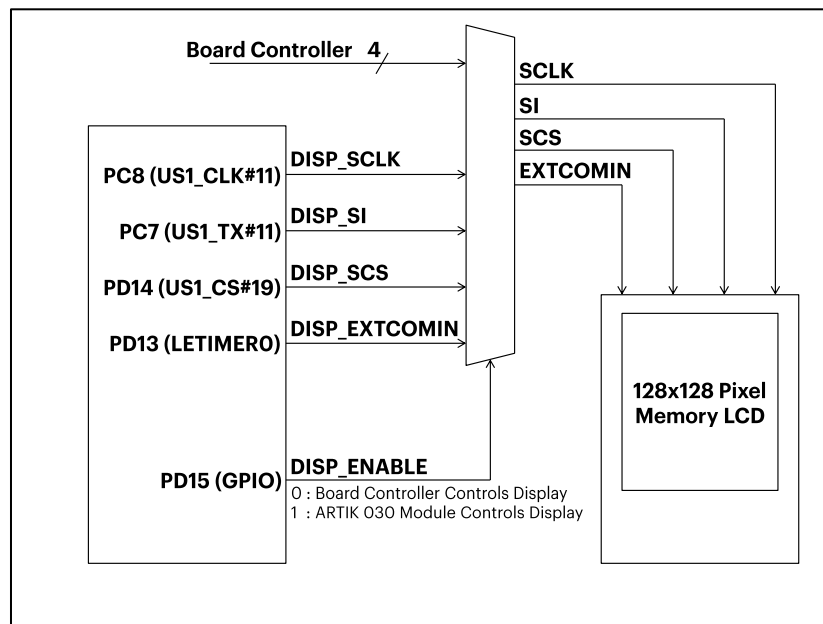 Board Controller 4
SCLK
SI
SCS
EXTCOMIN
PC8 (US1_CLK#11)
DISP_SCLK
PC7 (US1_TX#11)
DISP_SI
PD14 (US1_CS#19)
DISP_SCS
PD13 (LETIMER0)
DISP_EXTCOMIN
128x128 Pixel
Memory LCD
PD15 (GPIO)
DISP_ENABLE
0 : Board Controller Controls Display
1 : ARTIK 030 Module Controls Display